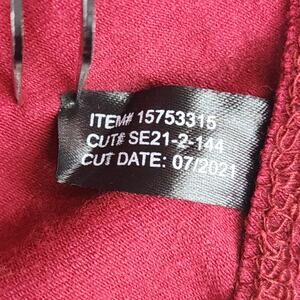 ITEM# 15753315
CUT# SE21-2-144
CUT DATE: 07/2021